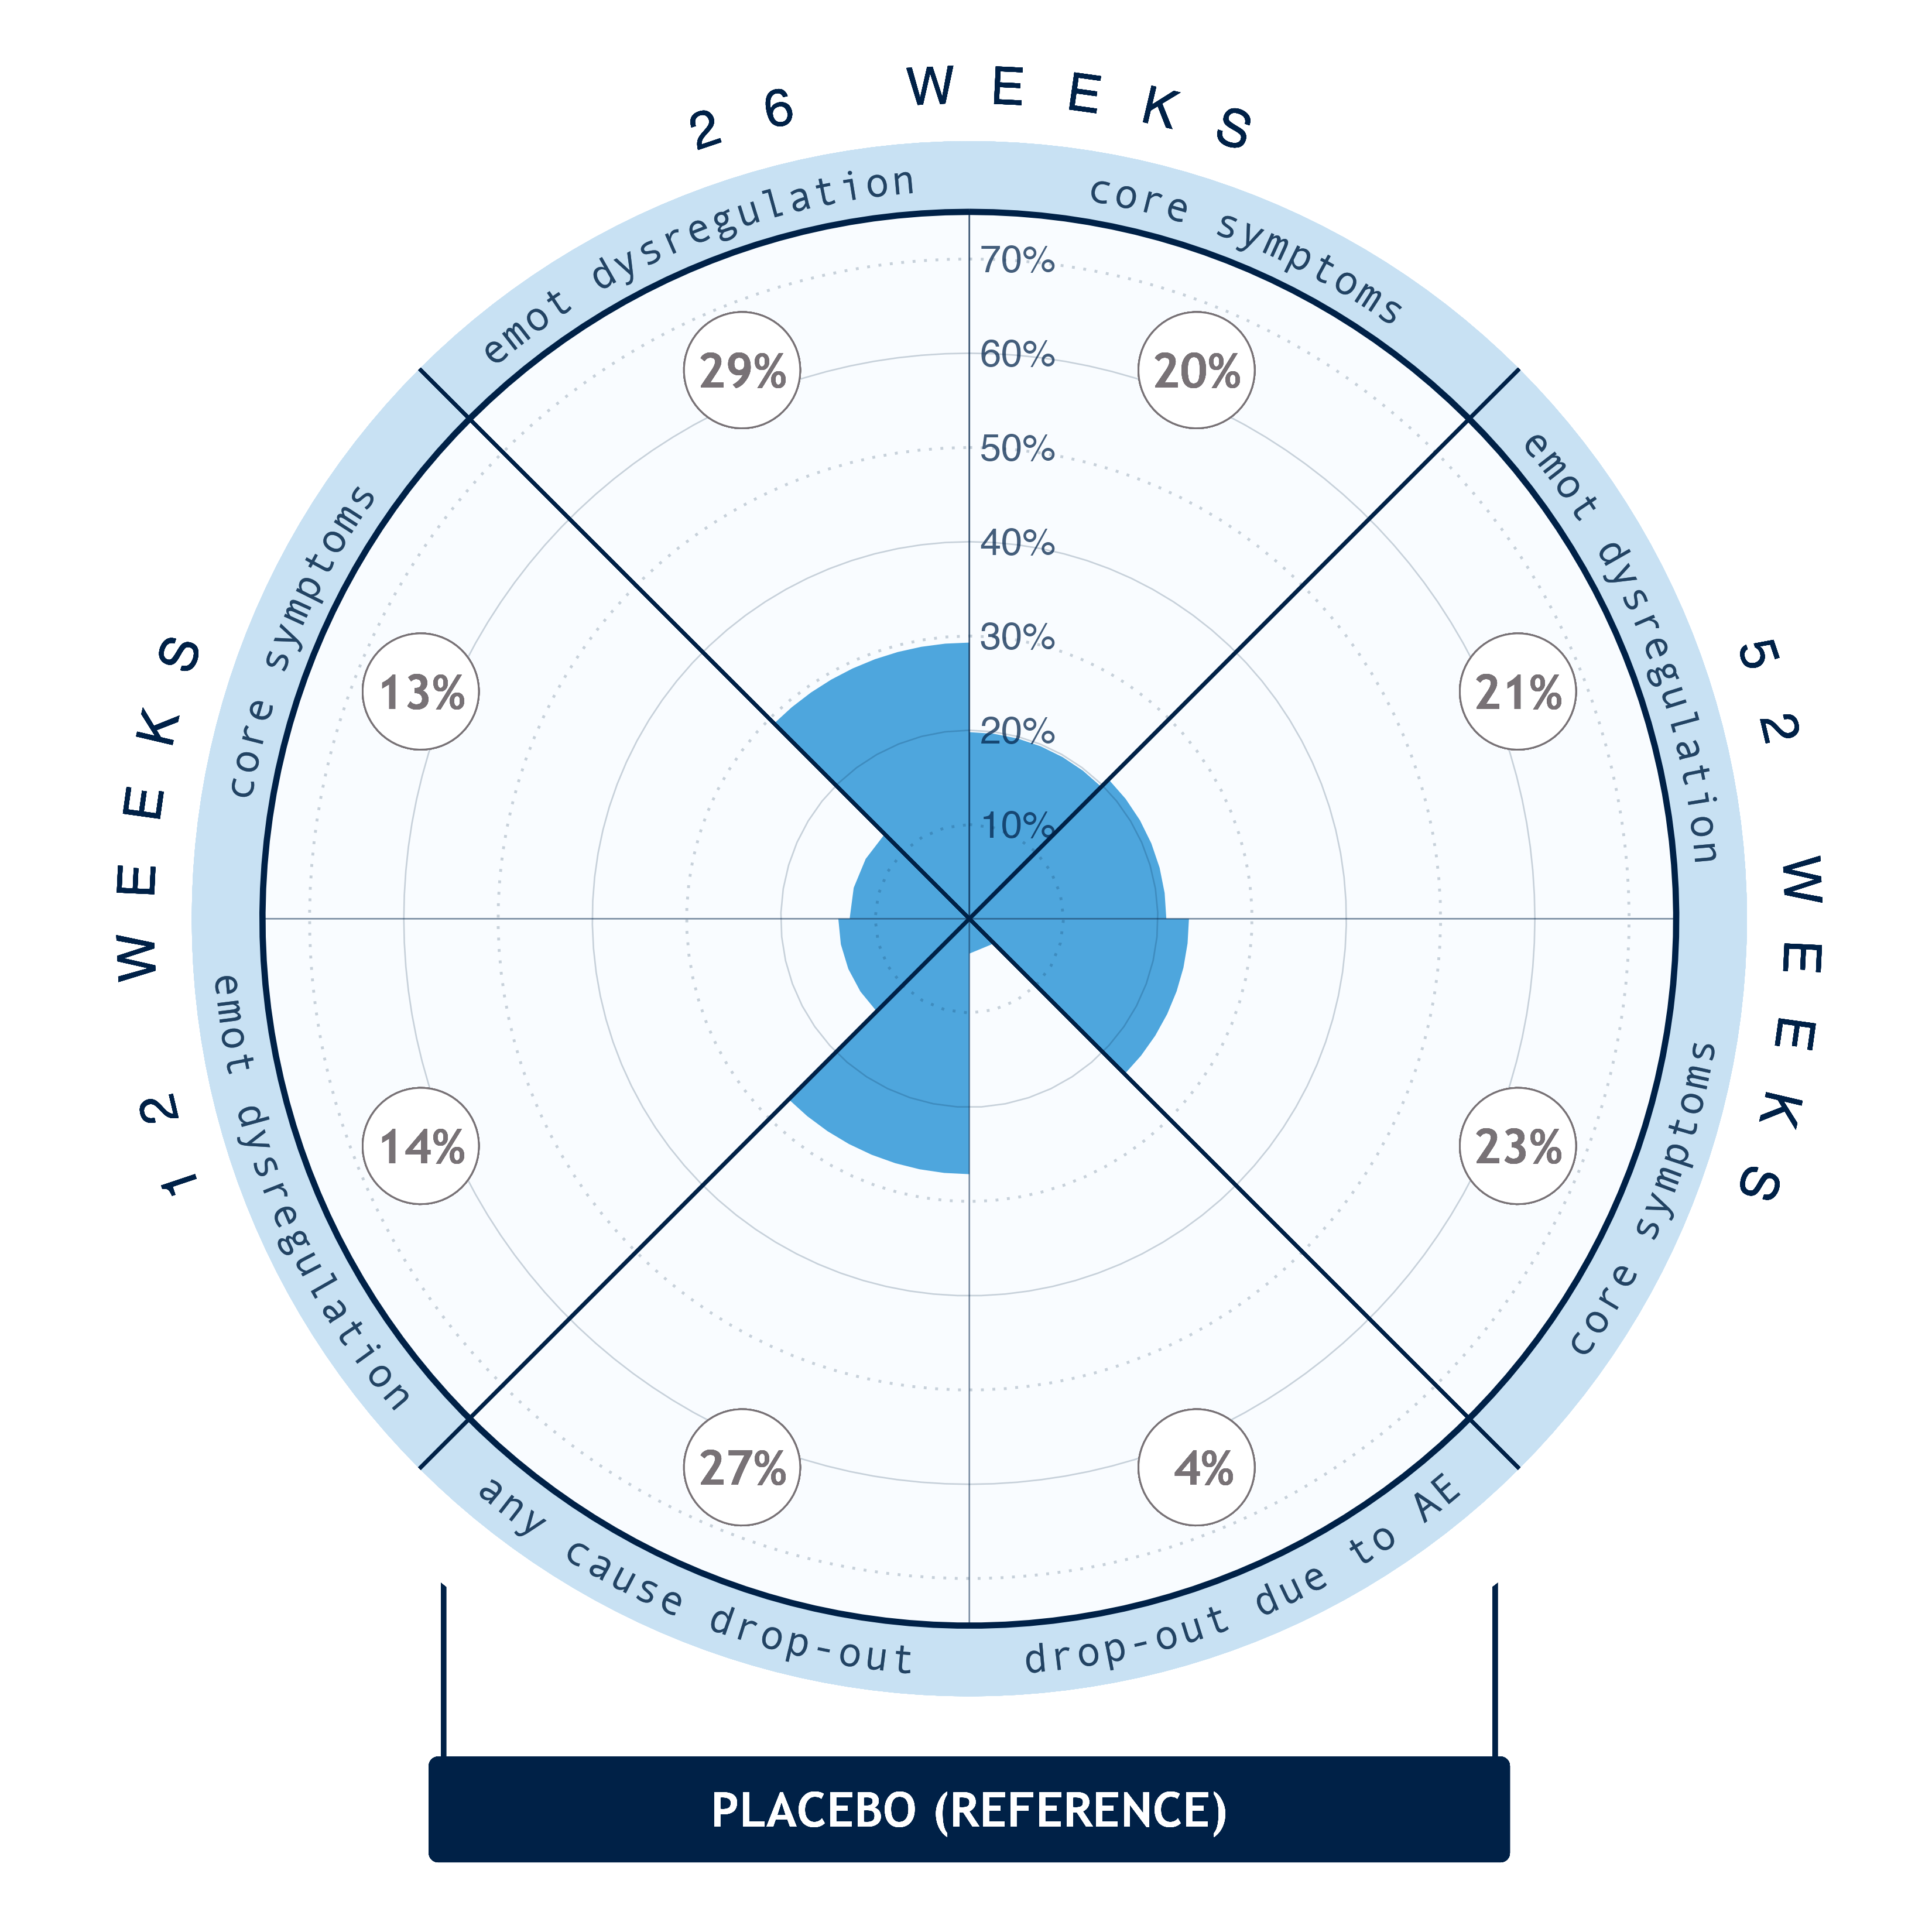 26 WEEKS
emot dysregulation
core symptoms
70%
60%
50%
40%
30%
20%
10%
29%
20%
52 WEEKS
emot dysregulation
core symptoms
21%
23%
12 WEEKS
core symptoms
emot dysregulation
13%
14%
27%
4%
any cause drop-out
drop-out due to AE
PLACEBO (REFERENCE)